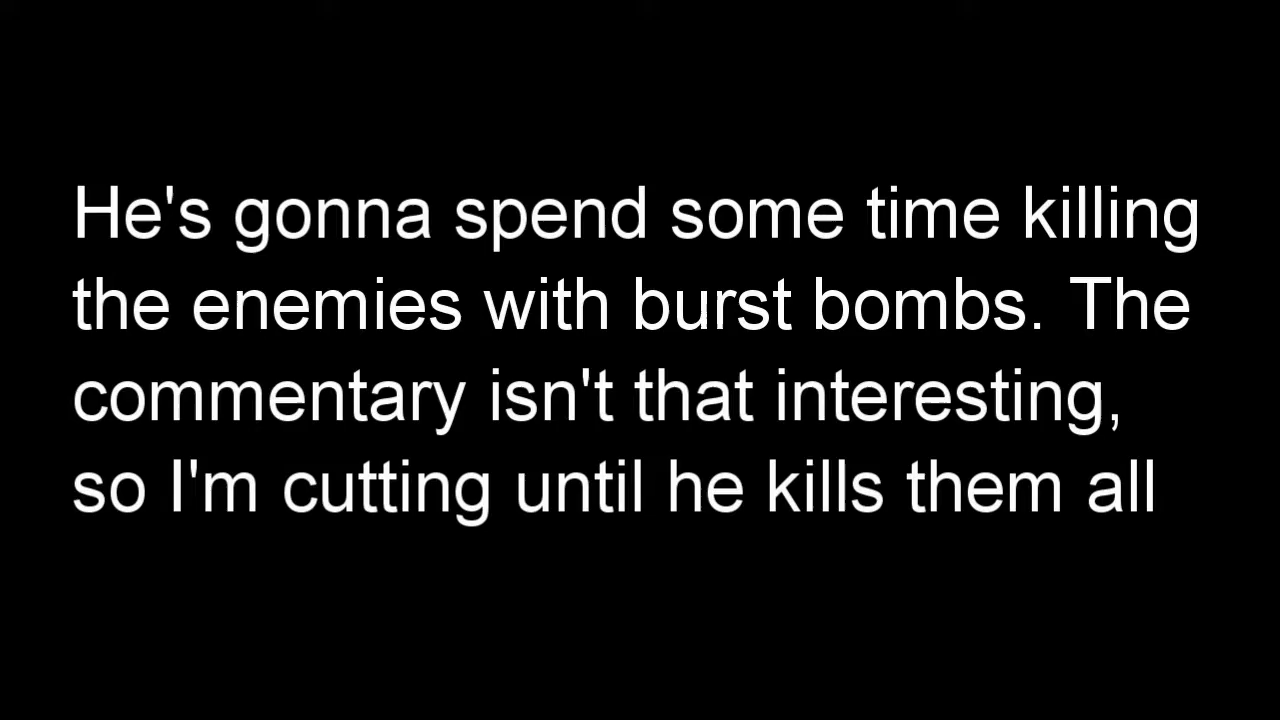 He's gonna spend some time killing
the enemies with burst bombs. The
commentary isn't that interesting,
so I'm cutting until he kills them all